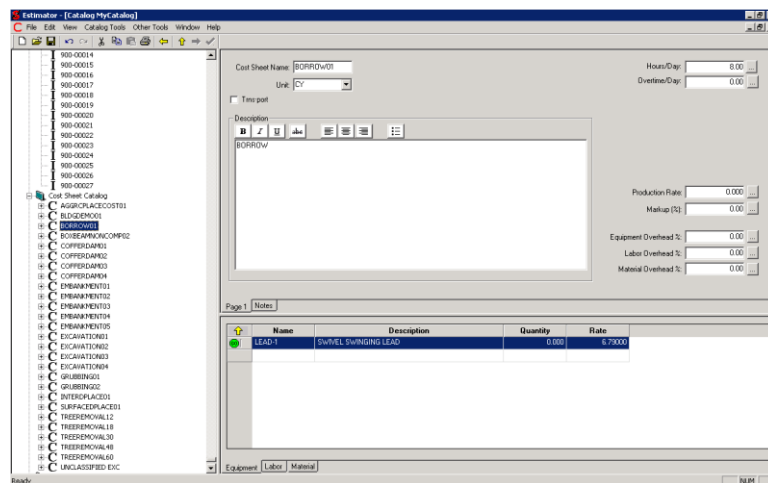 Estimator - [Catalog MyCatalog]
File Edit View Catalog Tools Other Tools Window Help
900-00014
900-00015
900-00016
900-00017
900-00018
900-00019
900-00020
900-00021
900-00022
900-00023
900-00024
900-00025
900-00026
900-00027
Cost Sheet Catalog
C AGGRCPLACECOST01
C BLDGDEMO01
C BORROW01
C BOXBEAMNONCOMP02
C COFFERDAM01
C COFFERDAM02
C COFFERDAM03
C COFFERDAM04
C EMBANKMENT01
C EMBANKMENT02
C EMBANKMENT03
C EMBANKMENT04
C EMBANKMENT05
C EXCAVATION01
C EXCAVATION02
C EXCAVATION03
C EXCAVATION04
C GRUBBING01
C GRUBBING02
C INTERDPLACE01
C SURFACEDPLACE01
C TREEREMOVAL12
C TREEREMOVAL18
C TREEREMOVAL30
C TREEREMOVAL48
C TREEREMOVAL60
C UNCLASSIFIED EXC
Cost Sheet Name: BORROW01
Unit: CY
Trnsport
Hours/Day: 8.00 ...
Overtime/Day: 0.00 ...
Description
B I U abc
BORROW
Production Rate: 0.000 ...
Markup (%): 0.00 ...
Equipment Overhead %: 0.00 ...
Labor Overhead %: 0.00 ...
Material Overhead %: 0.00 ...
Page 1 Notes
Name Description Quantity Rate
LEAD-1 SWIVEL SWINGING LEAD 0.000 6.79000
Equipment Labor Material
Ready NUM